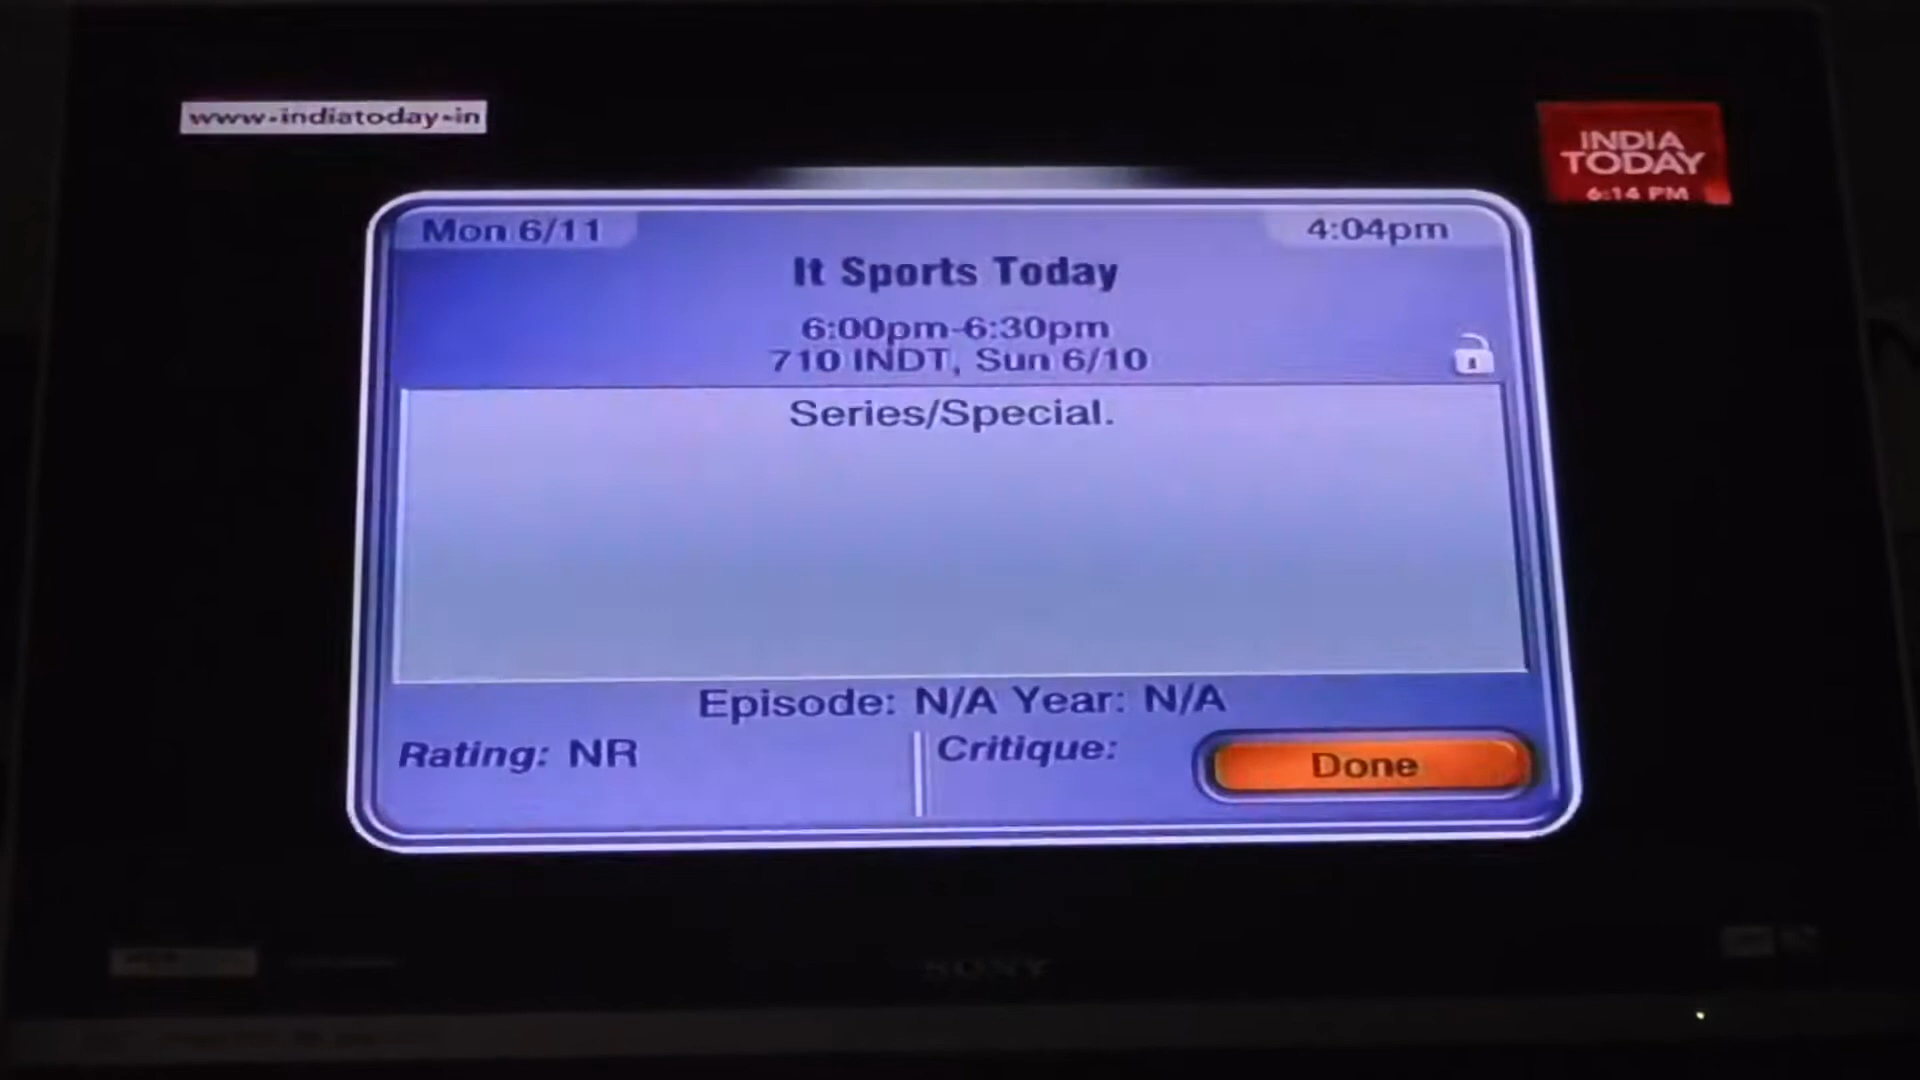 www.indiatoday.in
INDIA
TODAY
6:14 PM
Mon 6/11
4:04pm
It Sports Today
6:00pm-6:30pm
710 INDT, Sun 6/10
Series/Special.
Episode: N/A Year: N/A
Rating: NR
Critique:
Done
SONY